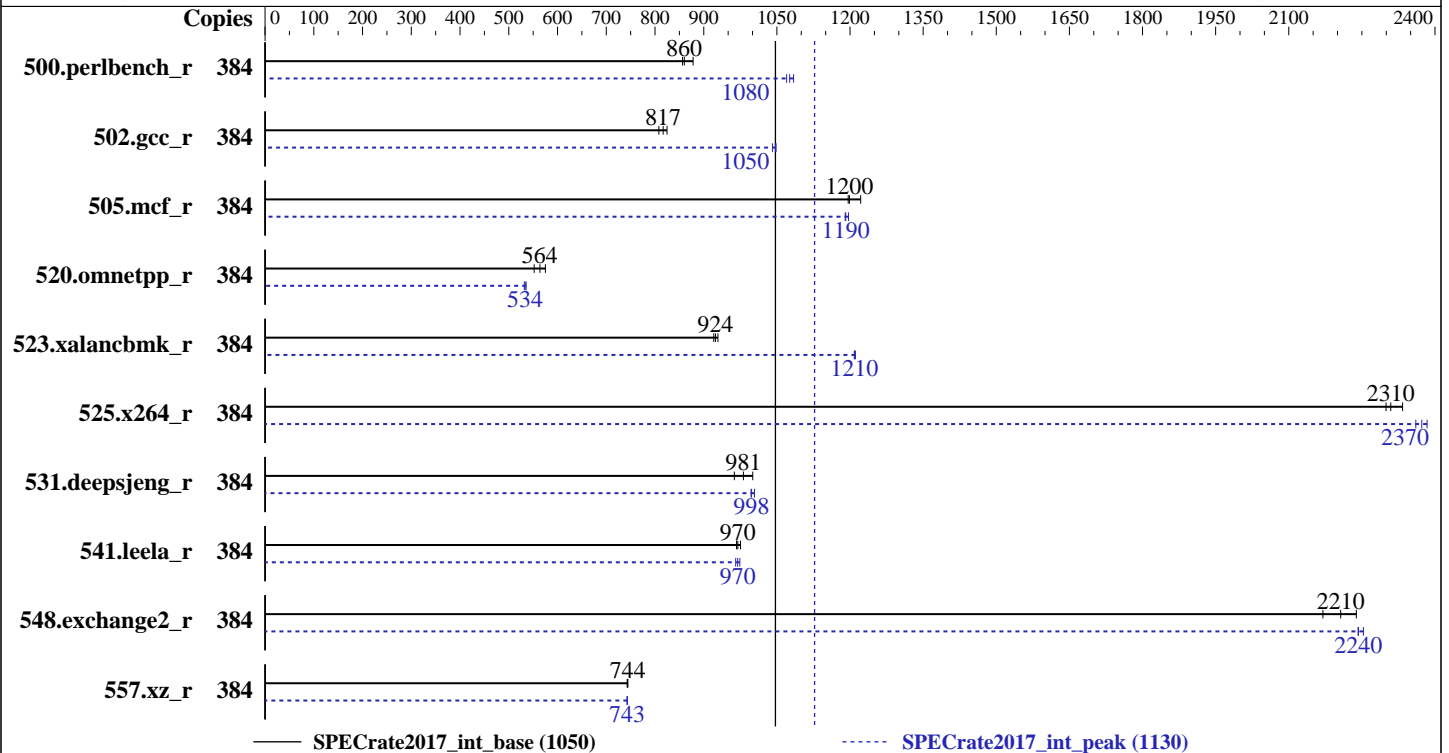 Copies 0 100 200 300 400 500 600 700 800 900 1050 1200 1350 1500 1650 1800 1950 2100 2400
860
500.perlbench_r 384
1080
817
502.gcc_r 384
1050
1200
505.mcf_r 384
1190
564
520.omnetpp_r 384
534
924
523.xalancbmk_r 384
1210
2310
525.x264_r 384
2370
981
531.deepsjeng_r 384
998
970
541.leela_r 384
970
2210
548.exchange2_r 384
2240
744
557.xz_r 384
743
SPECrate2017_int_base (1050) SPECrate2017_int_peak (1130)